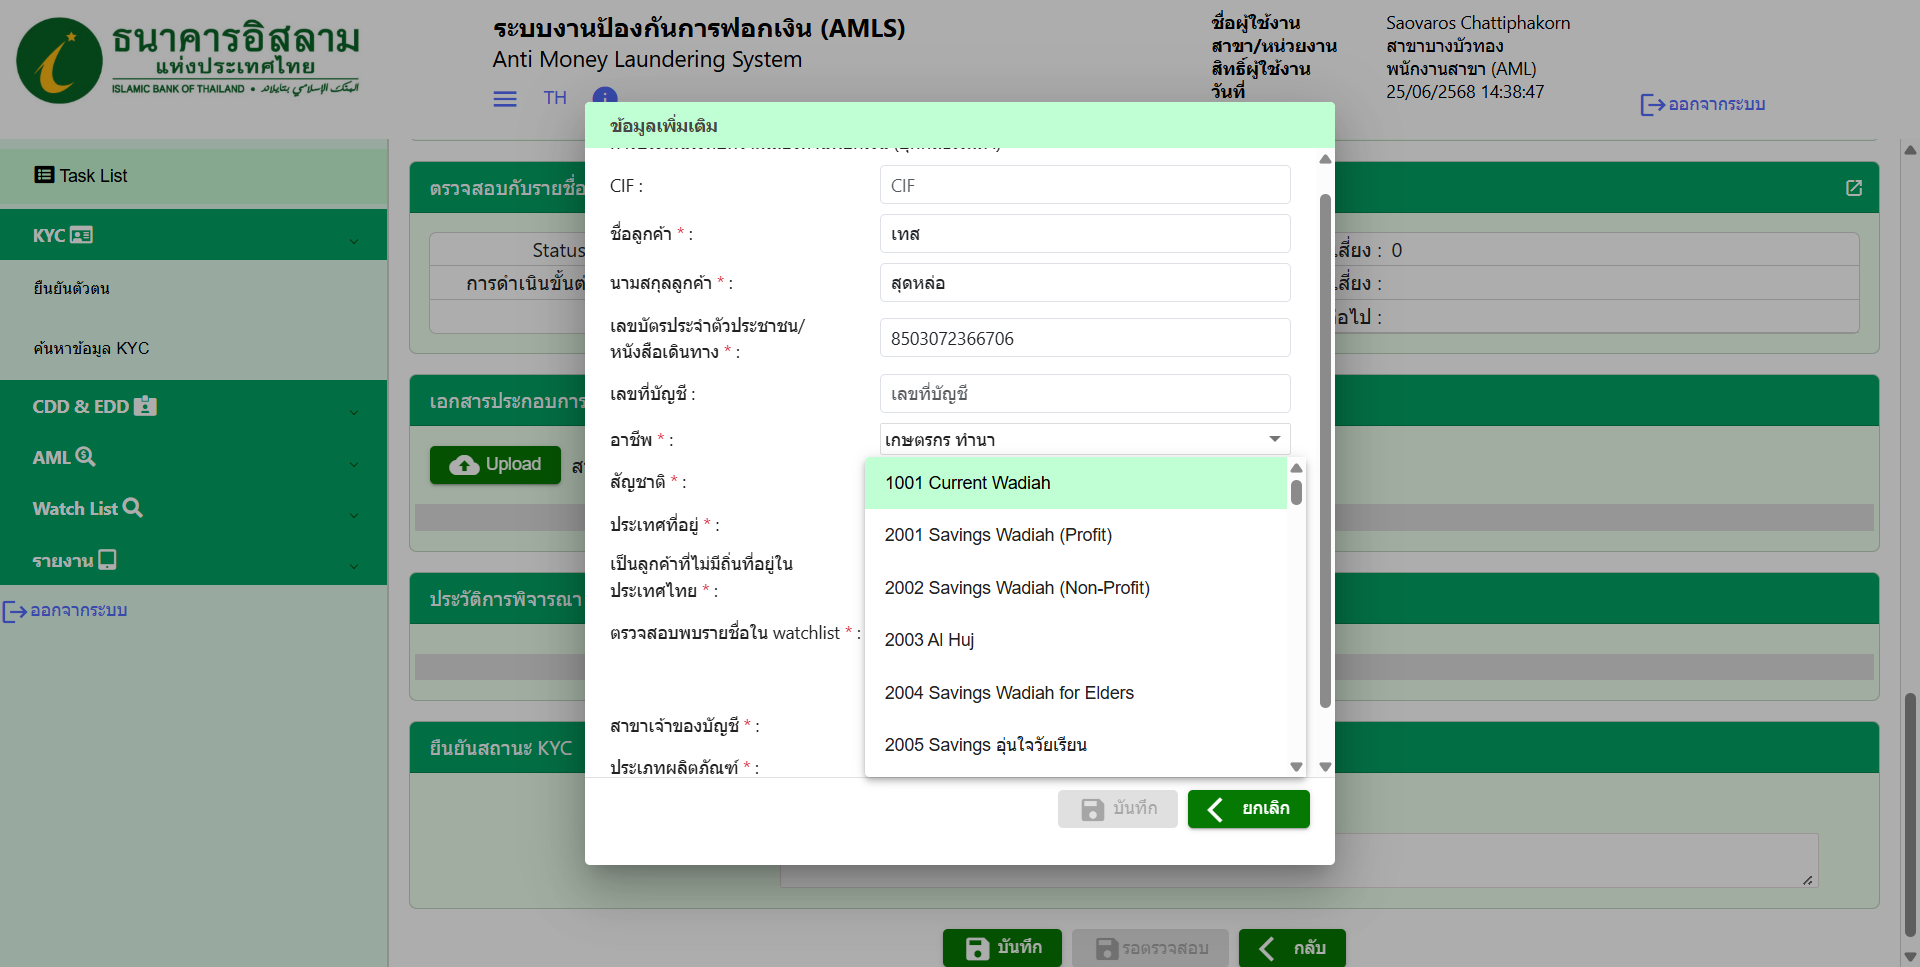 ธนาคารอิสลาม
แห่งประเทศไทย
ISLAMIC BANK OF THAILAND •
ระบบงานป้องกันการฟอกเงิน (AMLS)
Anti Money Laundering System
TH
ชื่อผู้ใช้งาน Saovaros Chattiphakorn
สาขา/หน่วยงาน สาขาบางบัวทอง
สิทธิ์ผู้ใช้งาน พนักงานสาขา (AML)
วันที่ 25/06/2568 14:38:47
ออกจากระบบ
Task List
KYC
ยืนยันตัวตน
ค้นหาข้อมูล KYC
CDD & EDD
AML
Watch List
รายงาน
ออกจากระบบ
ตรวจสอบกับรายชื่อ
Status
เสี่ยง : 0
การดำเนินขั้นต่
เสี่ยง :
อไป :
เอกสารประกอบการ
Upload
ประวัติการพิจารณา
ยืนยันสถานะ KYC
ข้อมูลเพิ่มเติม
CIF : CIF
ชื่อลูกค้า * : เทส
นามสกุลลูกค้า * : สุดหล่อ
เลขบัตรประจำตัวประชาชน/
หนังสือเดินทาง * : 8503072366706
เลขที่บัญชี : เลขที่บัญชี
อาชีพ * : เกษตรกร ทำนา
สัญชาติ * :
ประเทศที่อยู่ * :
เป็นลูกค้าที่ไม่มีถิ่นที่อยู่ใน
ประเทศไทย * :
ตรวจสอบพบรายชื่อใน watchlist * :
สาขาเจ้าของบัญชี * :
ประเภทผลิตภัณฑ์ * :
1001 Current Wadiah
2001 Savings Wadiah (Profit)
2002 Savings Wadiah (Non-Profit)
2003 Al Huj
2004 Savings Wadiah for Elders
2005 Savings อุ่นใจวัยเรียน
บันทึก ยกเลิก
บันทึก รอตรวจสอบ กลับ